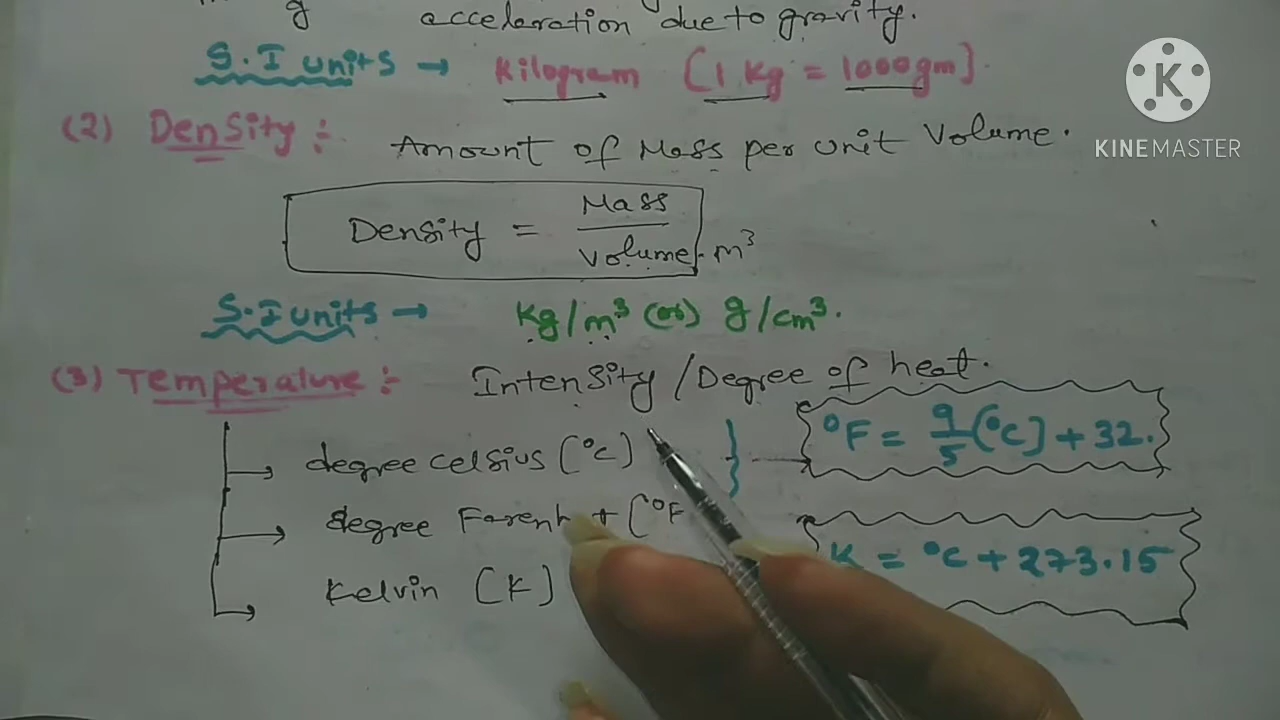 g acceleration due to gravity.
S.I units → Kilogram (1 Kg = 1000gm).
(2) Density :- Amount of Mass per unit Volume.
Density = Mass / Volume. m³
S.I units → Kg/m³ (or) g/cm³.
(3) Temperature :- Intensity / Degree of heat.
→ degree celsius (°C)
°F = 9/5 (°C) + 32.
→ degree Farenh t (°F
K = °C + 273.15
→ Kelvin (K)
K
KINEMASTER